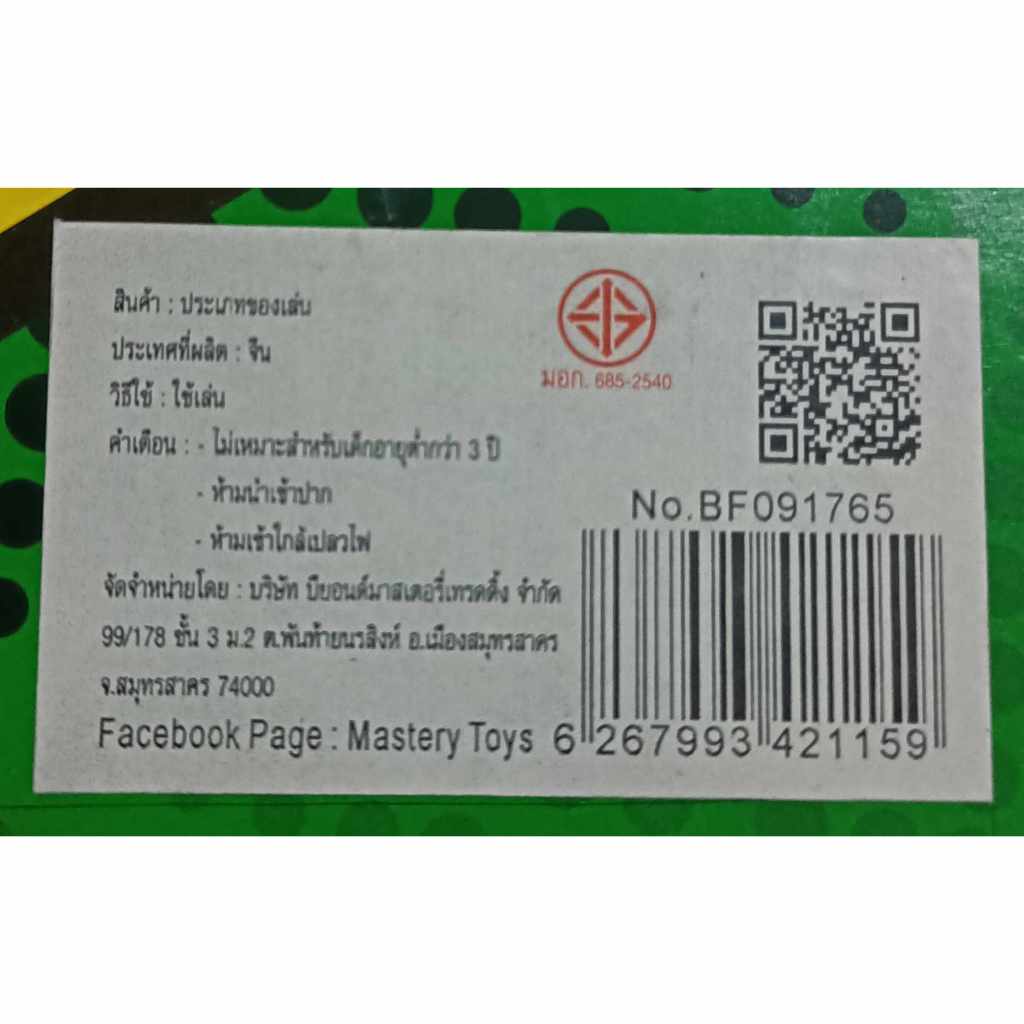 สินค้า : ประเภทของเล่น
ประเทศที่ผลิต : จีน
วิธีใช้ : ใช้เล่น
คำเตือน : - ไม่เหมาะสำหรับเด็กอายุต่ำกว่า 3 ปี
- ห้ามนำเข้าปาก
- ห้ามเข้าใกล้เปลวไฟ
จัดจำหน่ายโดย : บริษัท บียอนด์มาสเตอรี่เทรดดิ้ง จำกัด
99/178 ชั้น 3 ม.2 ต.พันท้ายนรสิงห์ อ.เมืองสมุทรสาคร
จ.สมุทรสาคร 74000
Facebook Page : Mastery Toys
มอก. 685-2540
No.BF091765
6 267993 421159